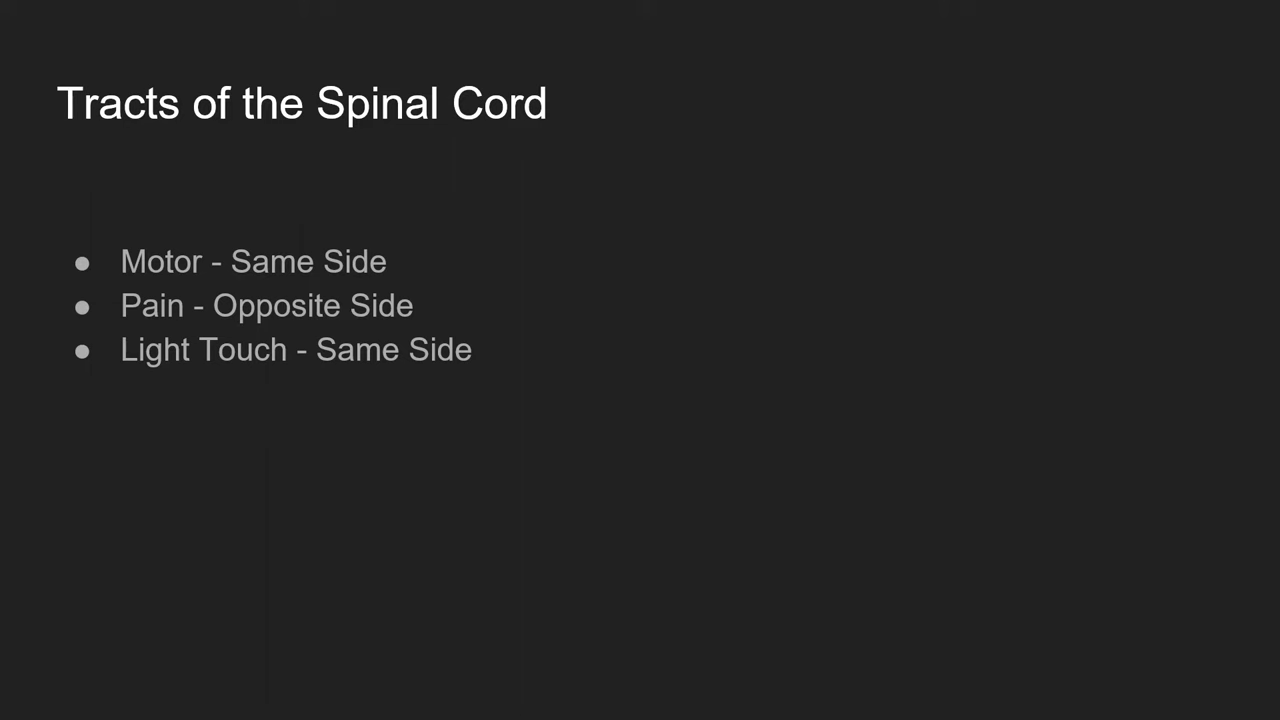 Tracts of the Spinal Cord
● Motor - Same Side
● Pain - Opposite Side
● Light Touch - Same Side